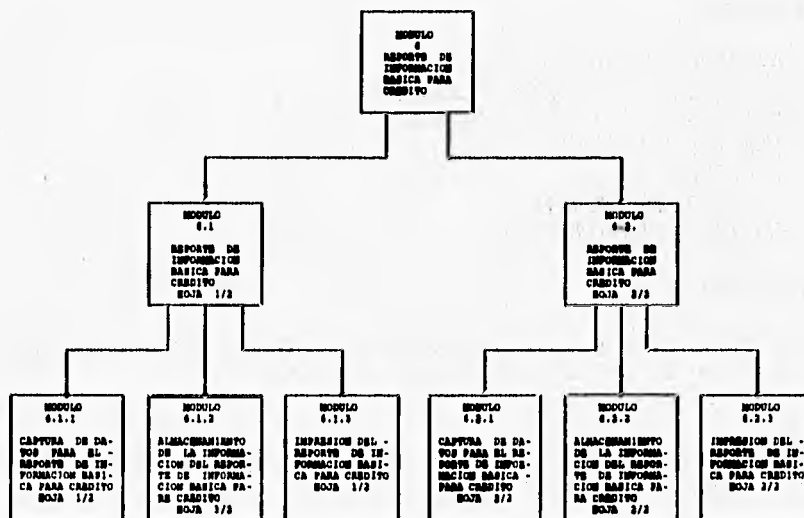 MODULO
6
REPORTE DE
INFORMACION
BASICA PARA
CREDITO
MODULO
6.1
REPORTE DE
INFORMACION
BASICA PARA
CREDITO
HOJA 1/2
MODULO
6.2.
REPORTE DE
INFORMACION
BASICA PARA
CREDITO
HOJA 2/2
MODULO
6.1.1
CAPTURA DE DA-
TOS PARA EL -
REPORTE DE IN-
FORMACION BASI-
CA PARA CREDITO
HOJA 1/2
MODULO
6.1.2
ALMACENAMIENTO
DE LA INFORMA-
CION DEL REPOR-
TE DE INFORMA-
CION BASICA PA-
RE CREDITO
HOJA 1/2
MODULO
6.1.3
IMPRESION DEL -
REPORTE DE IN-
FORMACION BASI-
CA PARA CREDITO
HOJA 1/2
MODULO
6.2.1
CAPTURA DE DA-
TOS PARA EL RE-
PORTE DE INFOR-
MACION BASICA -
PARA CREDITO
HOJA 2/2
MODULO
6.2.2
ALMACENAMIENTO
DE LA INFORMA-
CION DEL REPOR-
TE DE INFORMA-
CION BASICA PA-
RA CREDITO
HOJA 2/2
MODULO
6.2.3
IMPRESION DEL -
REPORTE DE IN-
FORMACION BASI-
CA PARA CREDITO
HOJA 2/2